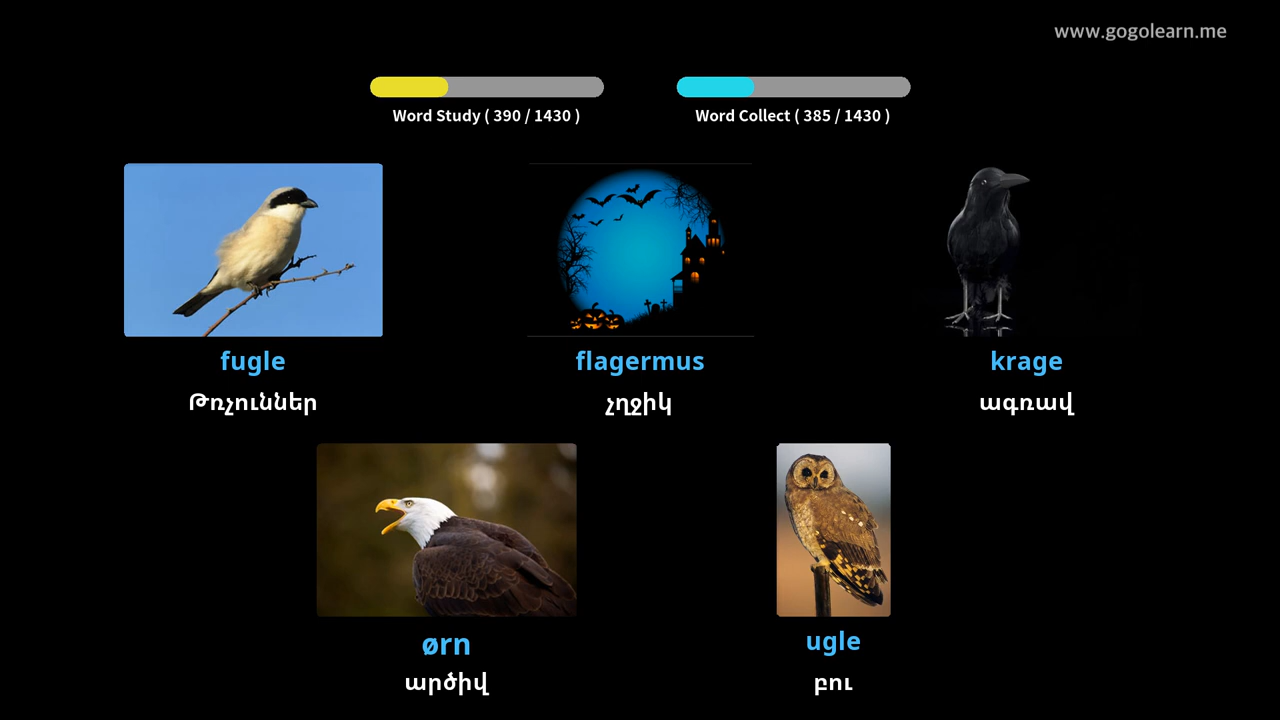 www.gogolearn.me
Word Study ( 390 / 1430 )
Word Collect ( 385 / 1430 )
fugle
Թռչուններ
flagermus
չղջիկ
krage
ագռավ
ørn
արծիվ
ugle
բու